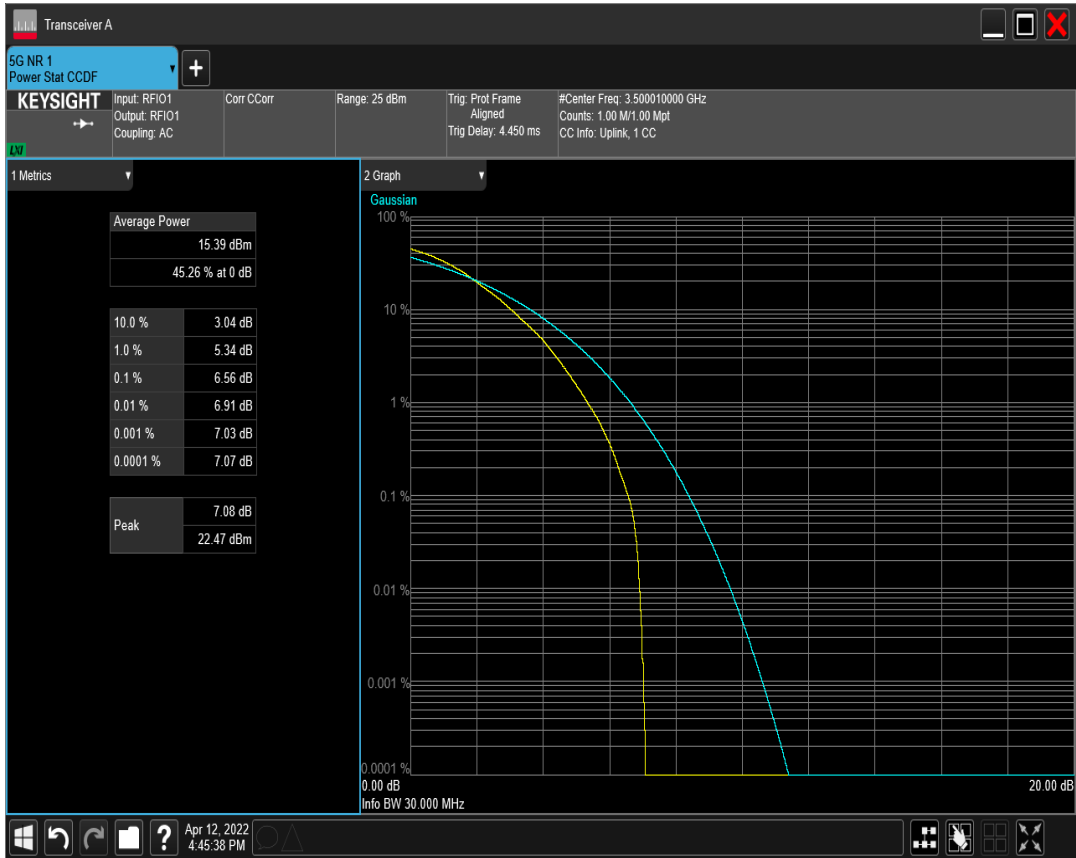 Transceiver A
5G NR 1
Power Stat CCDF
KEYSIGHT
LXI
Input: RFIO1
Output: RFIO1
Coupling: AC
Corr CCorr
Range: 25 dBm
Trig: Prot Frame
Aligned
Trig Delay: 4.450 ms
#Center Freq: 3.500010000 GHz
Counts: 1.00 M/1.00 Mpt
CC Info: Uplink, 1 CC
1 Metrics
Average Power
15.39 dBm
45.26 % at 0 dB
10.0 % 3.04 dB
1.0 % 5.34 dB
0.1 % 6.56 dB
0.01 % 6.91 dB
0.001 % 7.03 dB
0.0001 % 7.07 dB
Peak
7.08 dB
22.47 dBm
2 Graph
Gaussian
100 %
10 %
1 %
0.1 %
0.01 %
0.001 %
0.0001 %
0.00 dB 20.00 dB
Info BW 30.000 MHz
?
Apr 12, 2022
4:45:38 PM